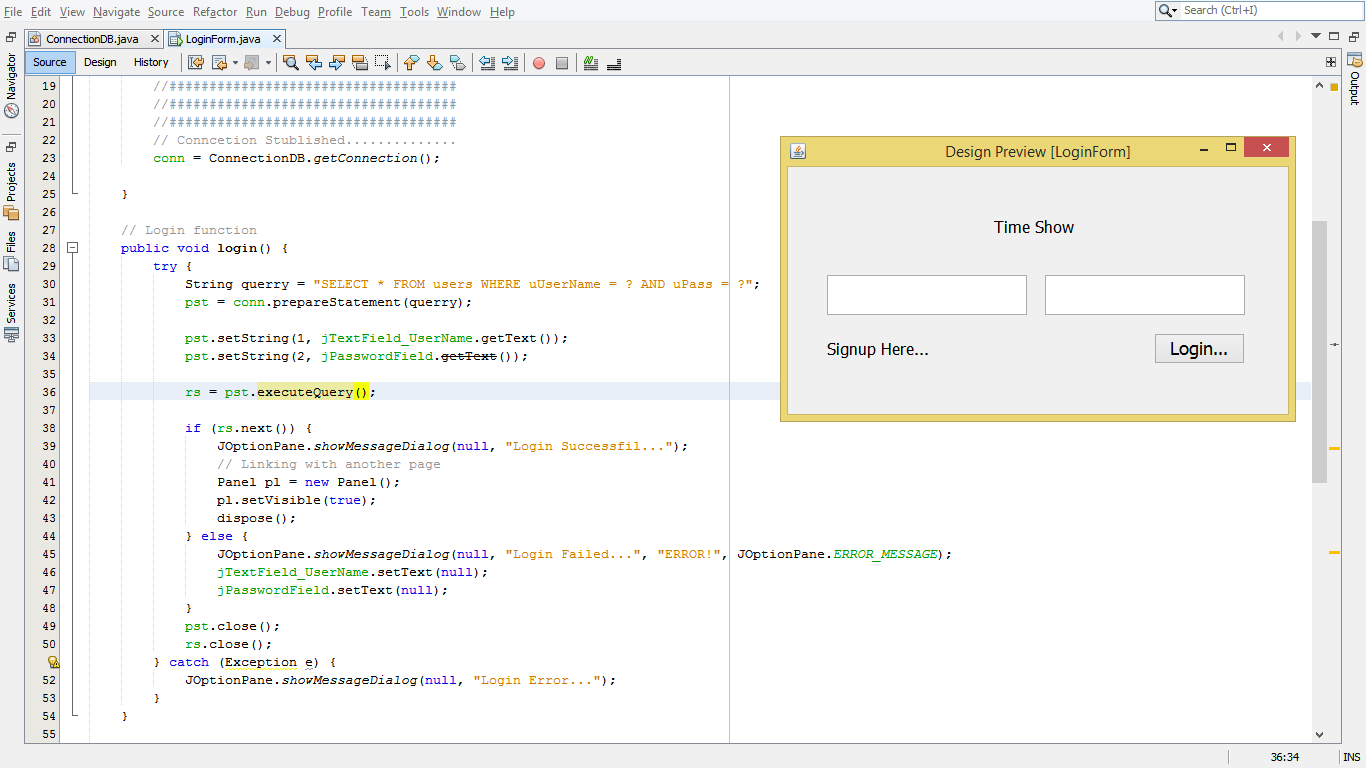 File Edit View Navigate Source Refactor Run Debug Profile Team Tools Window Help Search (Ctrl+I)
ConnectionDB.java LoginForm.java
Source Design History
Navigator
Projects
Files
Services
Output
19 //####################################
20 //####################################
21 //####################################
22 // Conncetion Stublished..............
23 conn = ConnectionDB.getConnection();
24
25 }
26
27 // Login function
28 public void login() {
29 try {
30 String querry = "SELECT * FROM users WHERE uUserName = ? AND uPass = ?";
31 pst = conn.prepareStatement(querry);
32
33 pst.setString(1, jTextField_UserName.getText());
34 pst.setString(2, jPasswordField.getText());
35
36 rs = pst.executeQuery();
37
38 if (rs.next()) {
39 JOptionPane.showMessageDialog(null, "Login Successfil...");
40 // Linking with another page
41 Panel pl = new Panel();
42 pl.setVisible(true);
43 dispose();
44 } else {
45 JOptionPane.showMessageDialog(null, "Login Failed...", "ERROR!", JOptionPane.ERROR_MESSAGE);
46 jTextField_UserName.setText(null);
47 jPasswordField.setText(null);
48 }
49 pst.close();
50 rs.close();
} catch (Exception e) {
52 JOptionPane.showMessageDialog(null, "Login Error...");
53 }
54 }
55
Design Preview [LoginForm]
Time Show
Signup Here... Login...
36:34 INS